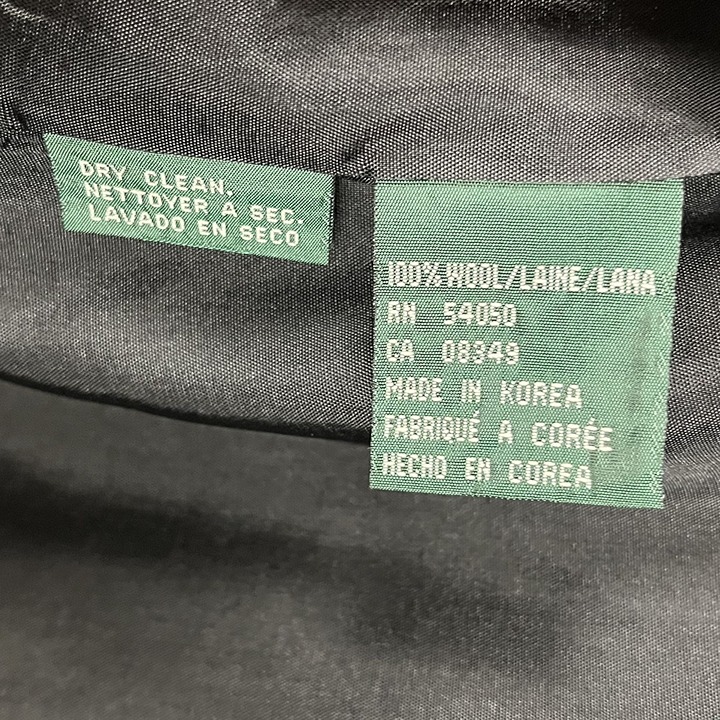 DRY CLEAN.
NETTOYER A SEC.
LAVADO EN SECO
100% WOOL/LAINE/LANA
RN 54050
CA 08349
MADE IN KOREA
FABRIQUÉ A CORÉE
HECHO EN COREA